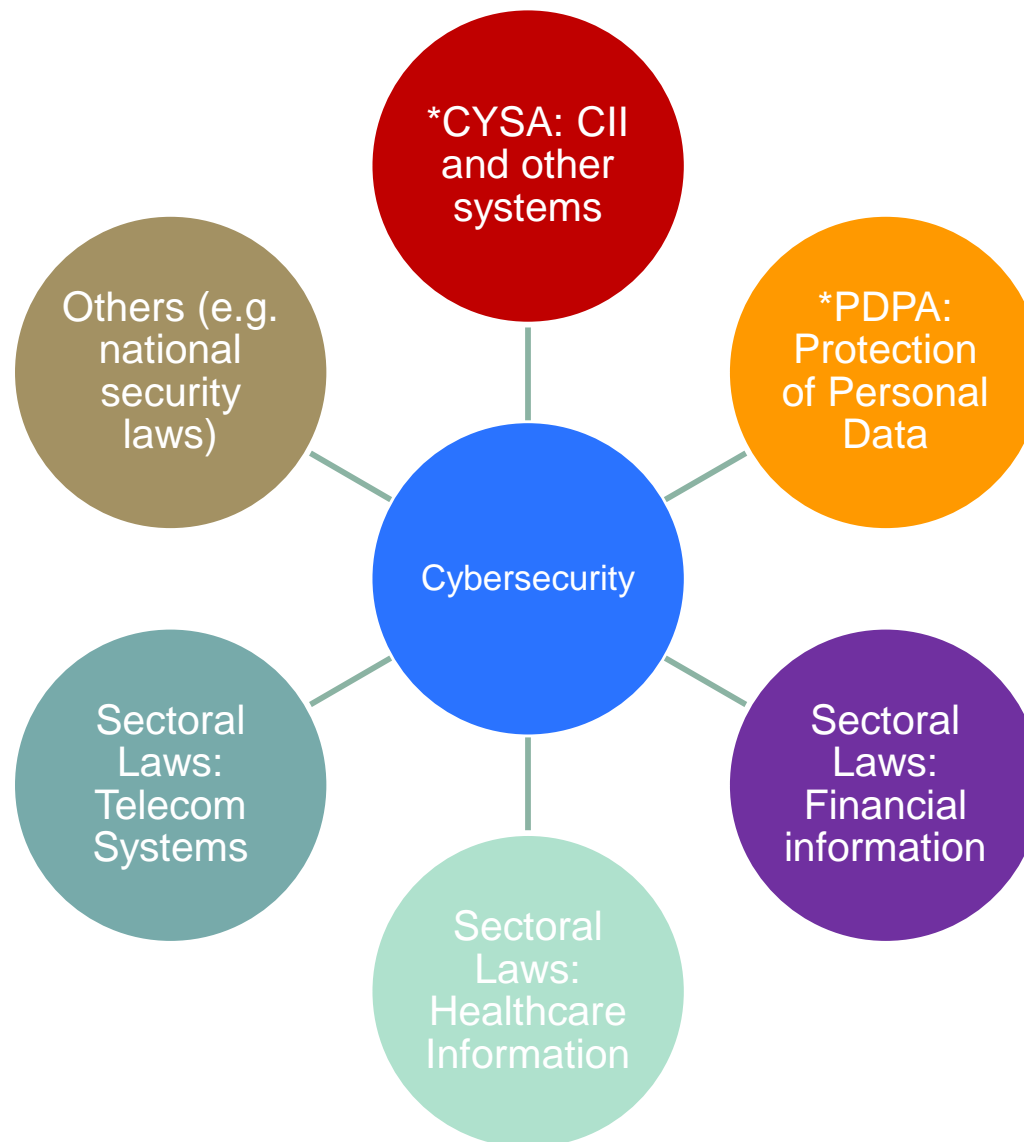 *CYSA: CII
and other
systems
*PDPA:
Protection
of Personal
Data
Sectoral
Laws:
Financial
information
Sectoral
Laws:
Healthcare
Information
Sectoral
Laws:
Telecom
Systems
Others (e.g.
national
security
laws)
Cybersecurity